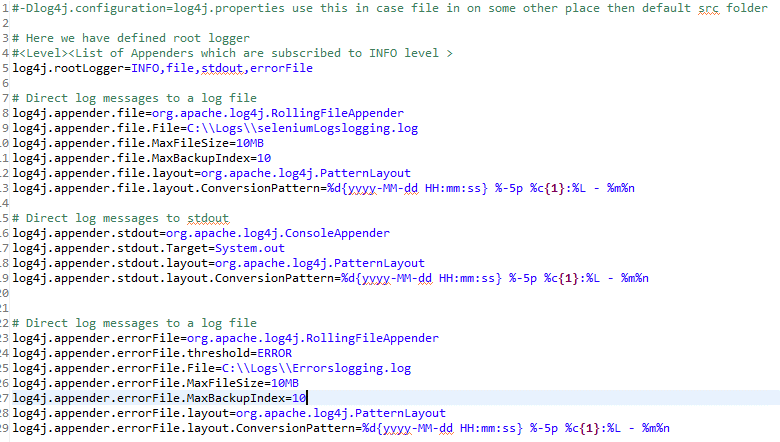 1 #-Dlog4j.configuration=log4j.properties use this in case file in on some other place then default src folder
2
3 # Here we have defined root logger
4 #<Level><List of Appenders which are subscribed to INFO level >
5 log4j.rootLogger=INFO,file,stdout,errorFile
6
7 # Direct log messages to a log file
8 log4j.appender.file=org.apache.log4j.RollingFileAppender
9 log4j.appender.file.File=C:\\Logs\\seleniumLogslogging.log
0 log4j.appender.file.MaxFileSize=10MB
1 log4j.appender.file.MaxBackupIndex=10
2 log4j.appender.file.layout=org.apache.log4j.PatternLayout
3 log4j.appender.file.layout.ConversionPattern=%d{yyyy-MM-dd HH:mm:ss} %-5p %c{1}:%L - %m%n
4
5 # Direct log messages to stdout
6 log4j.appender.stdout=org.apache.log4j.ConsoleAppender
7 log4j.appender.stdout.Target=System.out
8 log4j.appender.stdout.layout=org.apache.log4j.PatternLayout
9 log4j.appender.stdout.layout.ConversionPattern=%d{yyyy-MM-dd HH:mm:ss} %-5p %c{1}:%L - %m%n
20
21
22 # Direct log messages to a log file
23 log4j.appender.errorFile=org.apache.log4j.RollingFileAppender
24 log4j.appender.errorFile.threshold=ERROR
25 log4j.appender.errorFile.File=C:\\Logs\\Errorslogging.log
26 log4j.appender.errorFile.MaxFileSize=10MB
27 log4j.appender.errorFile.MaxBackupIndex=10
28 log4j.appender.errorFile.layout=org.apache.log4j.PatternLayout
29 log4j.appender.errorFile.layout.ConversionPattern=%d{yyyy-MM-dd HH:mm:ss} %-5p %c{1}:%L - %m%n